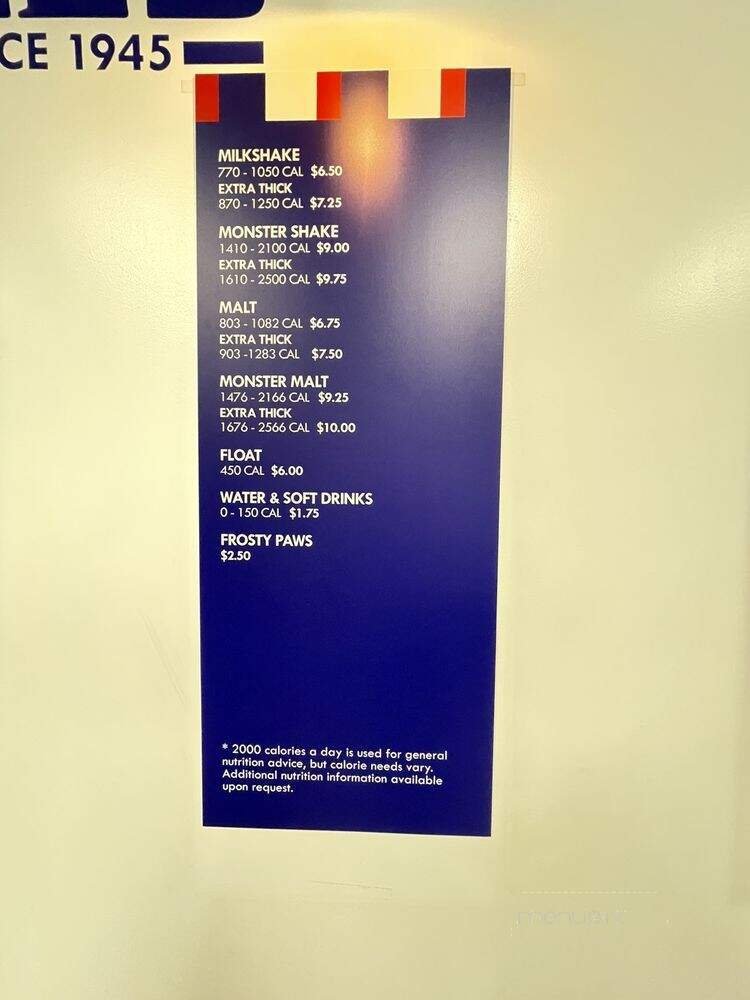 CE 1945
MILKSHAKE
770 - 1050 CAL $6.50
EXTRA THICK
870 - 1250 CAL $7.25
MONSTER SHAKE
1410 - 2100 CAL $9.00
EXTRA THICK
1610 - 2500 CAL $9.75
MALT
803 - 1082 CAL $6.75
EXTRA THICK
903 -1283 CAL $7.50
MONSTER MALT
1476 - 2166 CAL $9.25
EXTRA THICK
1676 - 2566 CAL $10.00
FLOAT
450 CAL $6.00
WATER & SOFT DRINKS
0 - 150 CAL $1.75
FROSTY PAWS
$2.50
* 2000 calories a day is used for general
nutrition advice, but calorie needs vary.
Additional nutrition information available
upon request.